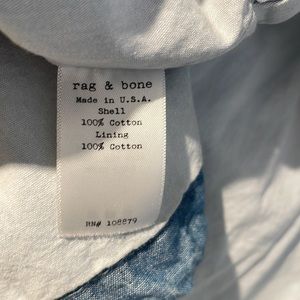 rag & bone
Made in U.S.A.
Shell
100% Cotton
Lining
100% Cotton
RN# 108879